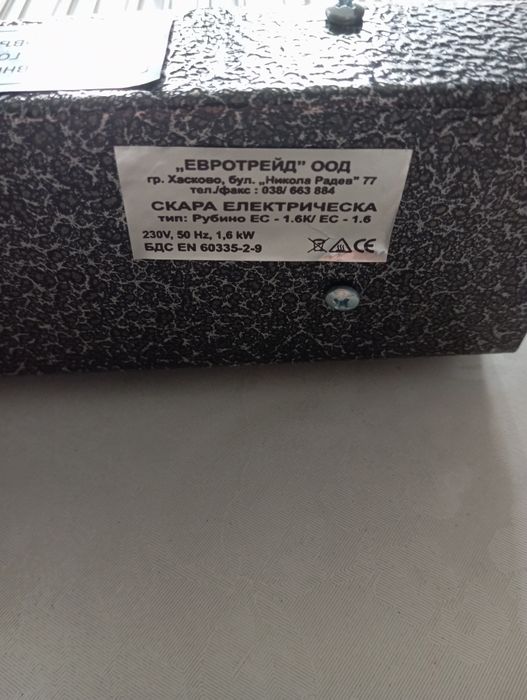 „ЕВРОТРЕЙД" ООД
гр. Хасково, бул. „Никола Радев" 77
тел./факс : 038/ 663 884
СКАРА ЕЛЕКТРИЧЕСКА
тип: Рубино ЕС - 1.6К/ ЕС - 1.6
230V, 50 Hz, 1,6 kW
БДС EN 60335-2-9
CE